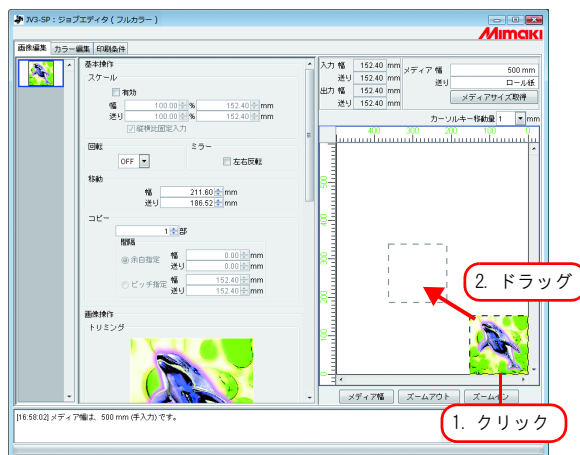 JV3-SP：ジョブエディタ ( フルカラー )
Mimaki
画像編集 カラー編集 印刷条件
基本操作
スケール
有効
幅 100.00 % 152.40 mm
送り 100.00 % 152.40 mm
縦横比固定入力
回転 ミラー
OFF 左右反転
移動
幅 211.60 mm
送り 186.52 mm
コピー
1 部
間隔
余白指定 幅 0.00 mm
送り 0.00 mm
ピッチ指定 幅 152.40 mm
送り 152.40 mm
画像操作
トリミング
入力 幅 152.40 mm
送り 152.40 mm
出力 幅 152.40 mm
送り 152.40 mm
メディア 幅 500 mm
送り ロール紙
メディアサイズ取得
カーソルキー移動量 1 mm
400 300 200 100 0
500
400
300
200
100
0
2. ドラッグ
メディア幅 ズームアウト ズームイン
1. クリック
[16:58:02] メディア幅は、500 mm (手入力) です。